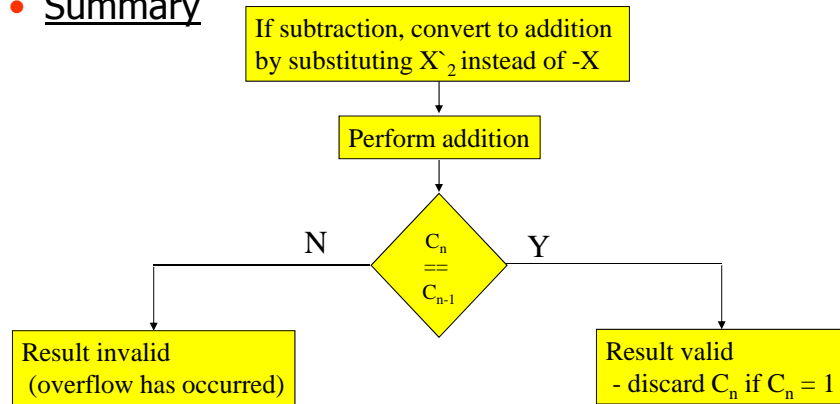 • Summary
If subtraction, convert to addition
by substituting X`₂ instead of -X
Perform addition
N
Cₙ
==
Cₙ₋₁
Y
Result invalid
(overflow has occurred)
Result valid
- discard Cₙ if Cₙ = 1